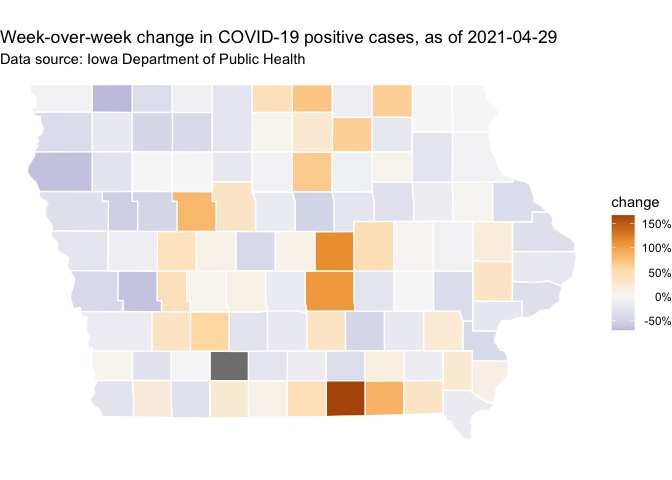 Week-over-week change in COVID-19 positive cases, as of 2021-04-29
Data source: Iowa Department of Public Health
change
150%
100%
50%
0%
-50%